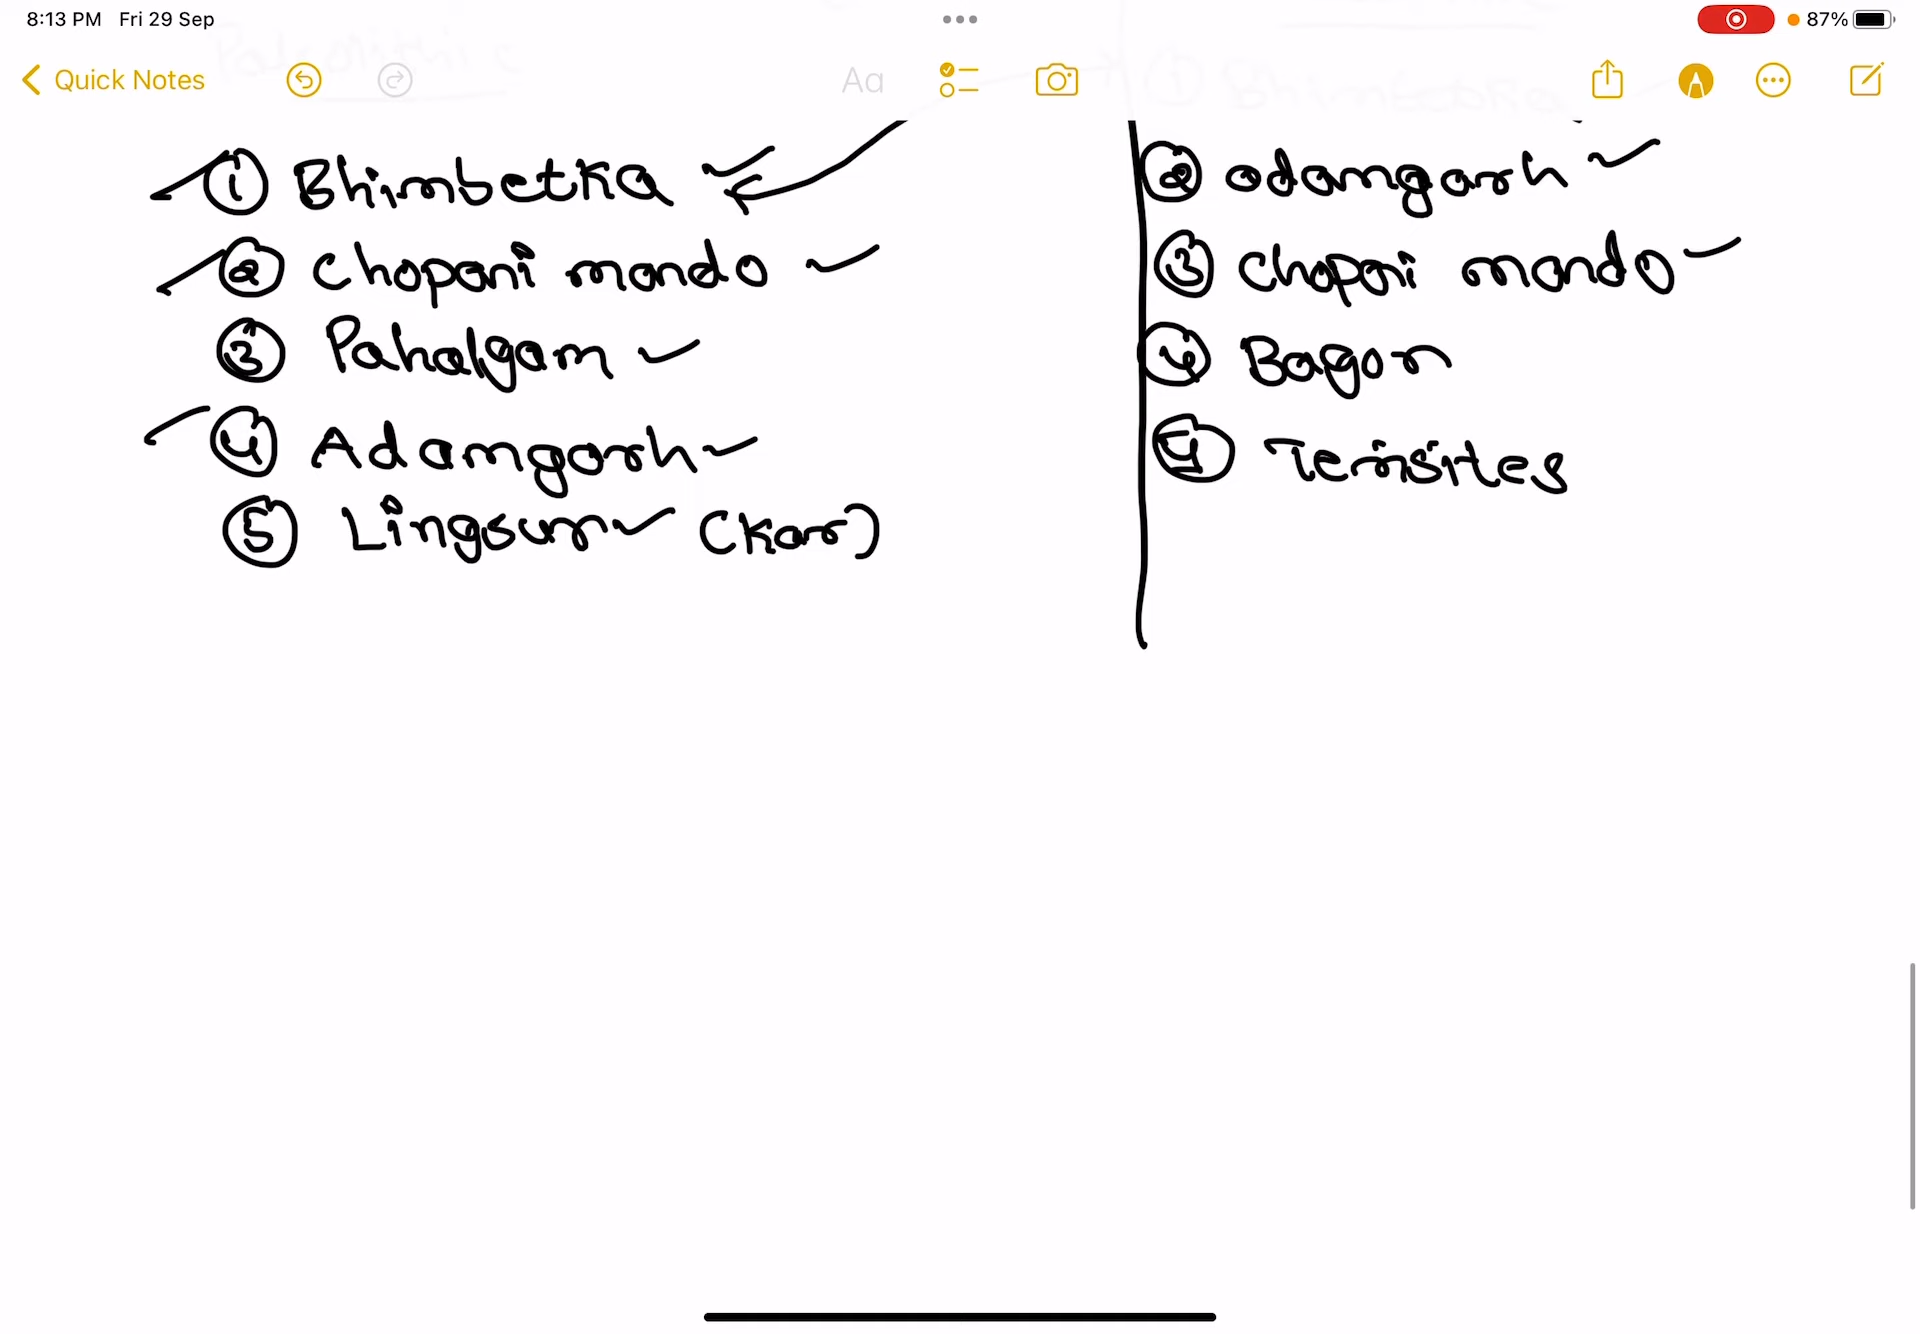 8:13 PM Fri 29 Sep
87%
Quick Notes
Aa
① Bhimbetka
② Chopani mando
③ Pahalgam
④ Adamgarh
⑤ Lingsur (Kar)
② adamgarh
③ Chopani mando
④ Bagor
⑤ Terisites